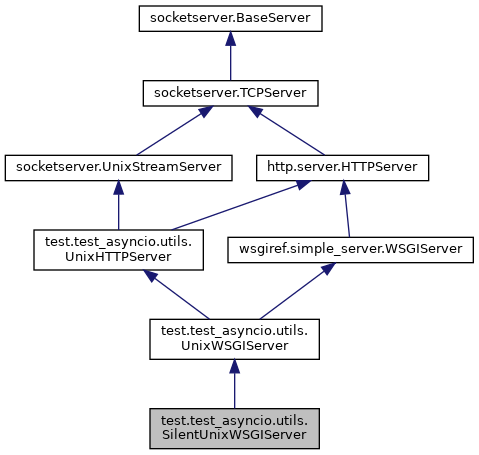 socketserver.BaseServer
socketserver.TCPServer
socketserver.UnixStreamServer
http.server.HTTPServer
test.test_asyncio.utils.
UnixHTTPServer
wsgiref.simple_server.WSGIServer
test.test_asyncio.utils.
UnixWSGIServer
test.test_asyncio.utils.
SilentUnixWSGIServer